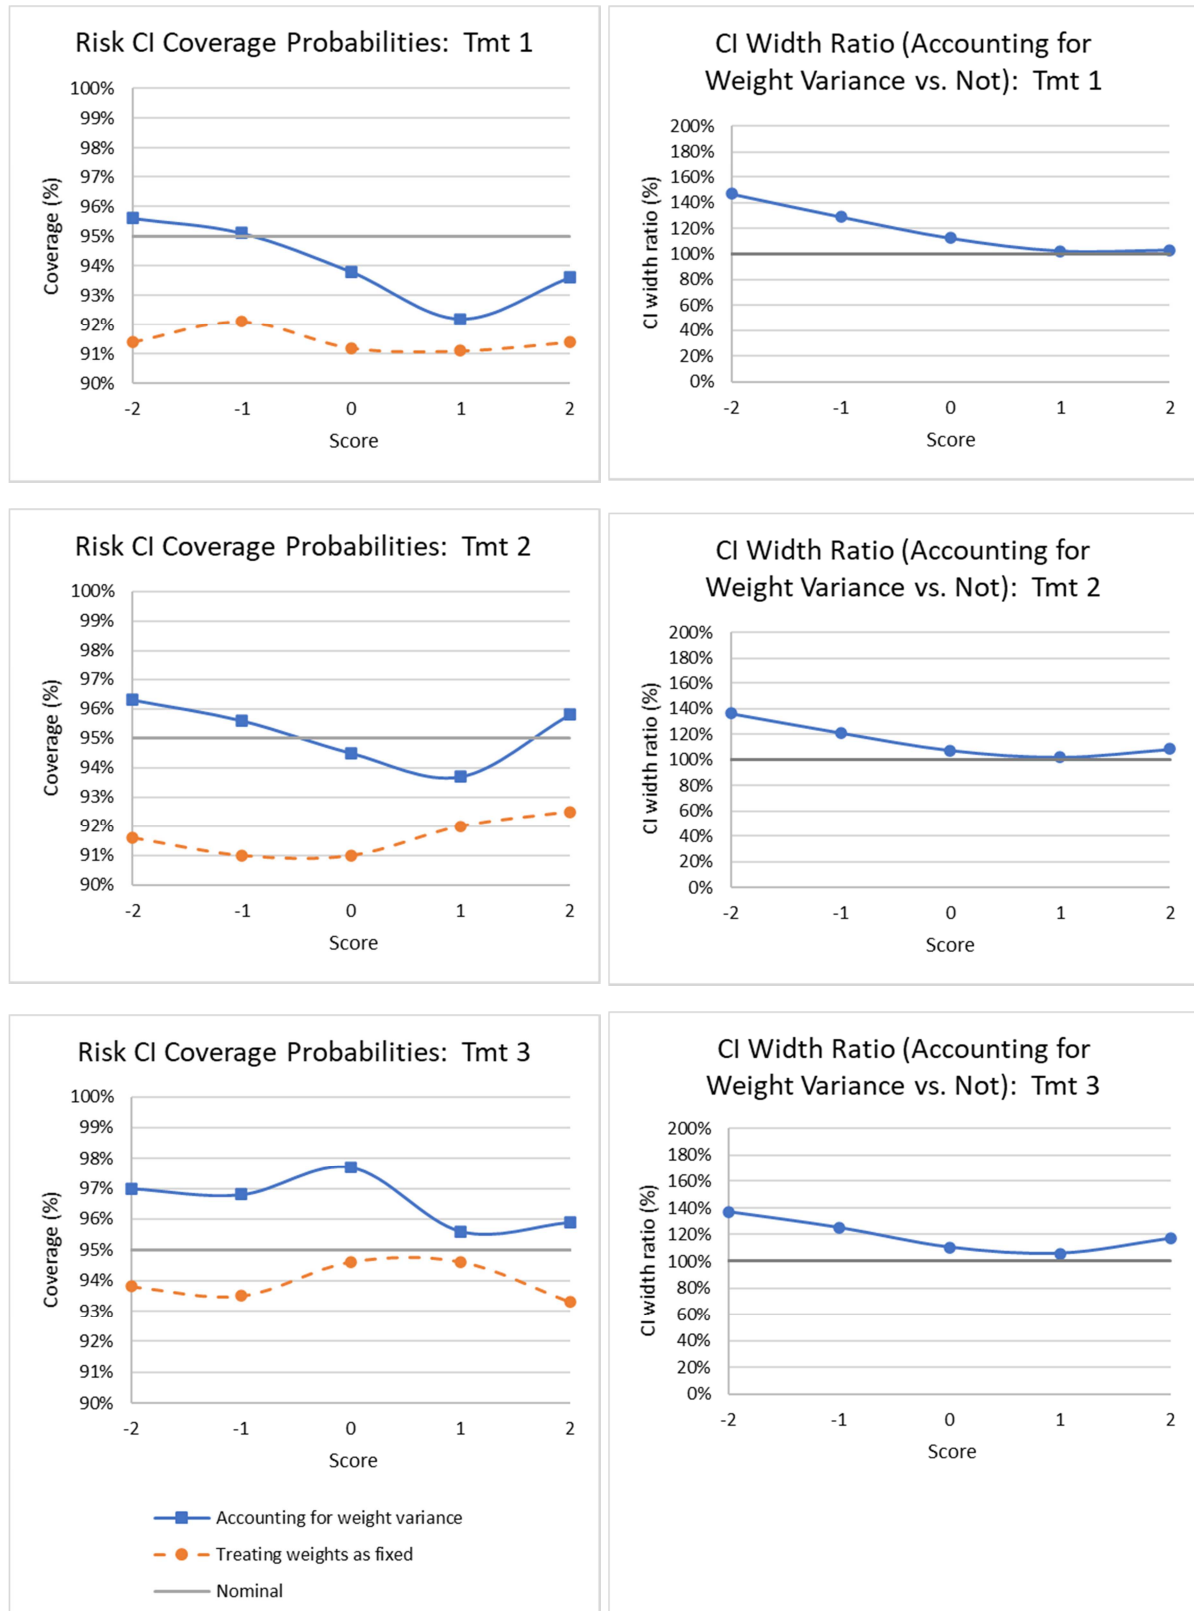 Risk CI Coverage Probabilities: Tmt 1
100%
99%
98%
97%
96%
95%
94%
93%
92%
91%
90%
Coverage (%)
-2 -1 0 1 2
Score
CI Width Ratio (Accounting for
Weight Variance vs. Not): Tmt 1
200%
180%
160%
140%
120%
100%
80%
60%
40%
20%
0%
CI width ratio (%)
-2 -1 0 1 2
Score
Risk CI Coverage Probabilities: Tmt 2
100%
99%
98%
97%
96%
95%
94%
93%
92%
91%
90%
Coverage (%)
-2 -1 0 1 2
Score
CI Width Ratio (Accounting for
Weight Variance vs. Not): Tmt 2
200%
180%
160%
140%
120%
100%
80%
60%
40%
20%
0%
CI width ratio (%)
-2 -1 0 1 2
Score
Risk CI Coverage Probabilities: Tmt 3
100%
99%
98%
97%
96%
95%
94%
93%
92%
91%
90%
Coverage (%)
-2 -1 0 1 2
Score
Accounting for weight variance
Treating weights as fixed
Nominal
CI Width Ratio (Accounting for
Weight Variance vs. Not): Tmt 3
200%
180%
160%
140%
120%
100%
80%
60%
40%
20%
0%
CI width ratio (%)
-2 -1 0 1 2
Score